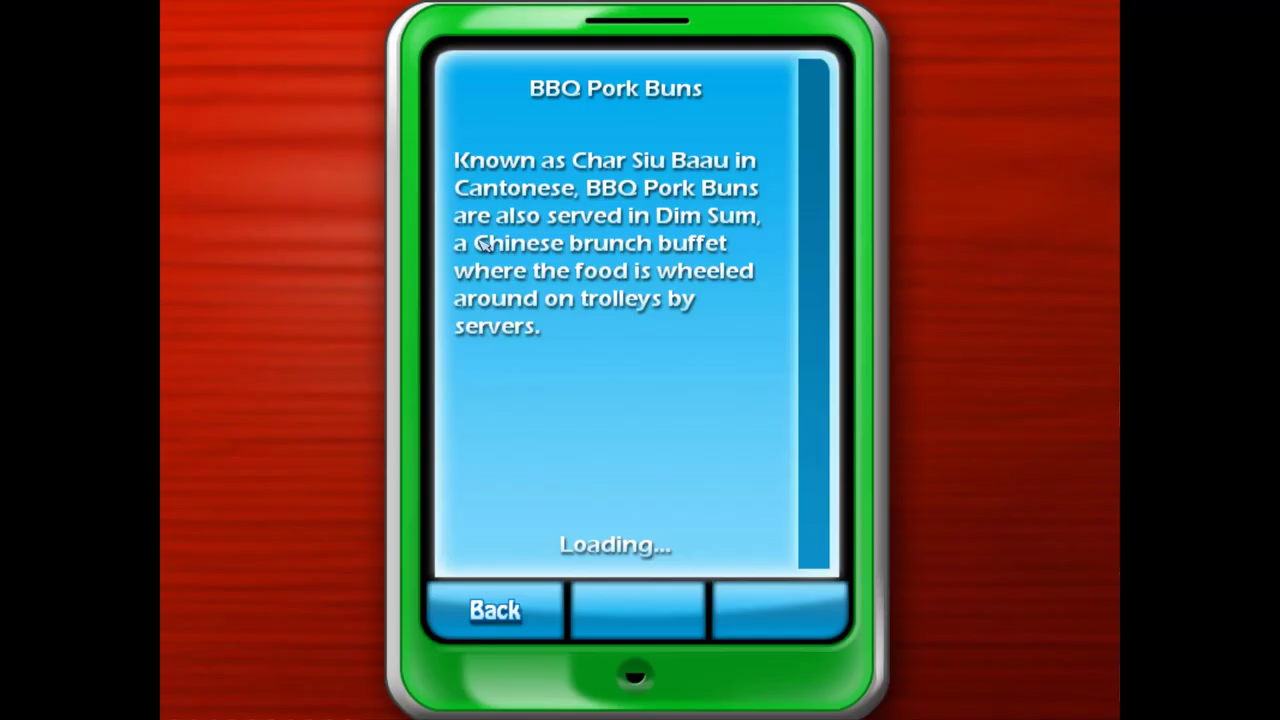 BBQ Pork Buns
Known as Char Siu Baau in
Cantonese, BBQ Pork Buns
are also served in Dim Sum,
a Chinese brunch buffet
where the food is wheeled
around on trolleys by
servers.
Loading...
Back